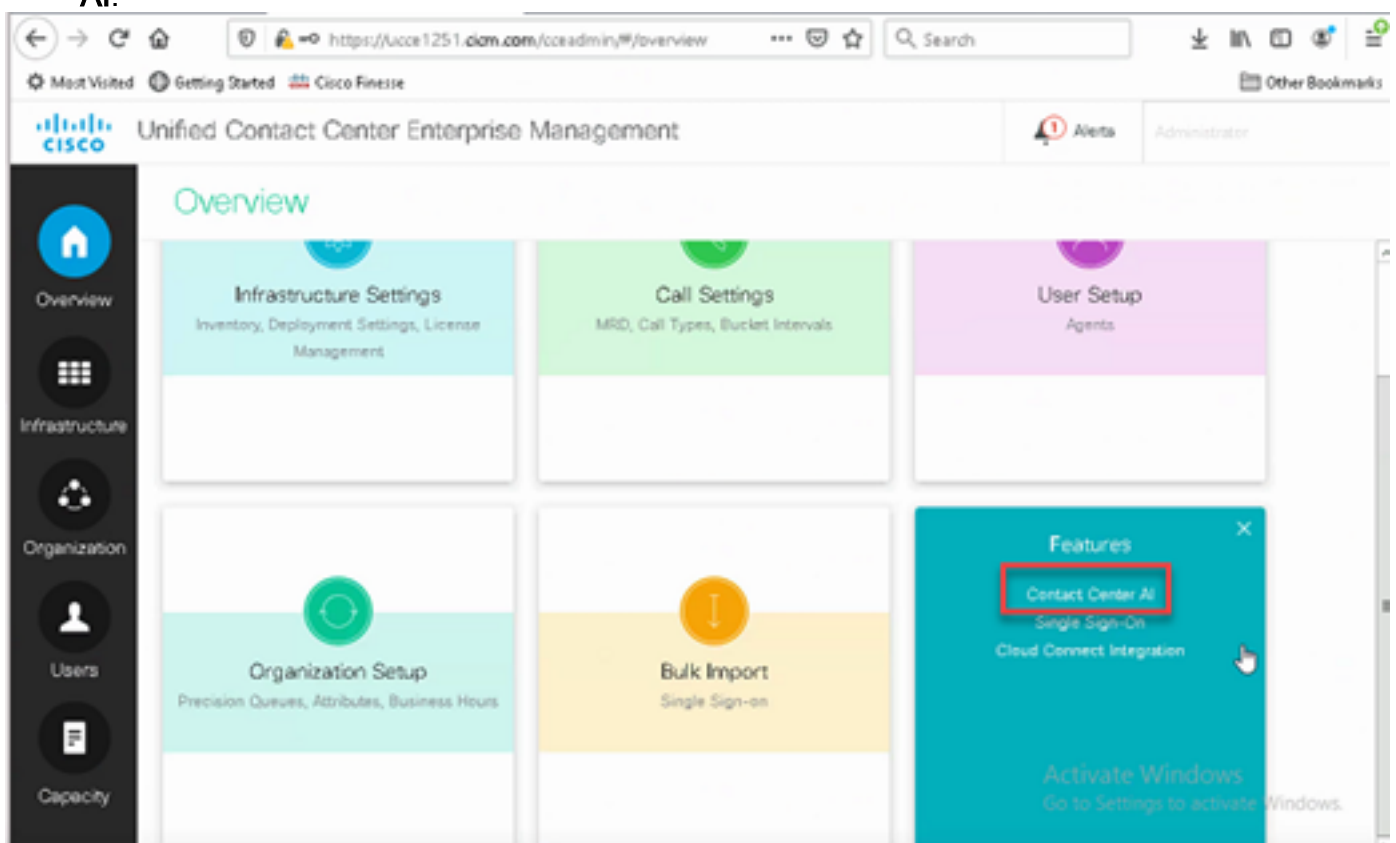 AI.
https://ucce1251.cicm.com/cceadmin/#/overview
Search
Most Visited Getting Started Cisco Finesse Other Bookmarks
CISCO Unified Contact Center Enterprise Management 1 Alerts Administrator
Overview
Overview
Infrastructure
Organization
Users
Capacity
Infrastructure Settings
Inventory, Deployment Settings, License
Management
Call Settings
MRD, Call Types, Bucket Intervals
User Setup
Agents
Organization Setup
Precision Queues, Attributes, Business Hours
Bulk Import
Single Sign-on
Features
Contact Center AI
Single Sign-On
Cloud Connect Integration
Activate Windows
Go to Settings to activate Windows.